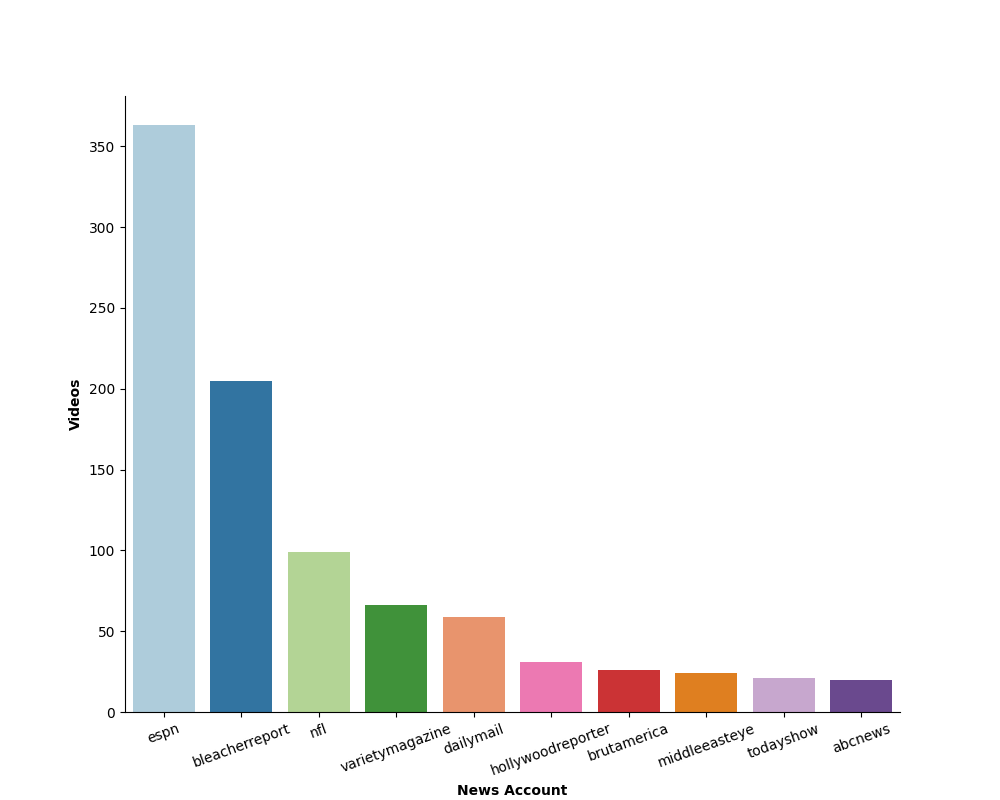 350
300
250
200
150
100
50
0
Videos
espn
bleacherreport
nfl
varietymagazine
dailymail
hollywoodreporter
brutamerica
middleeasteye
todayshow
abcnews
News Account